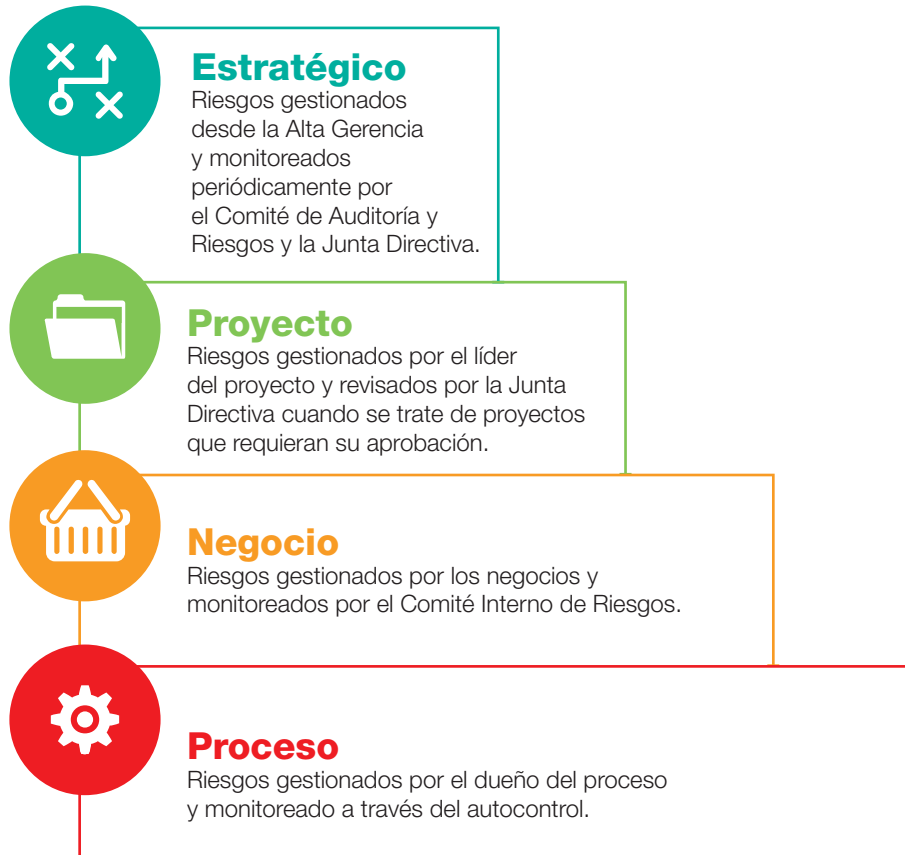 Estratégico
Riesgos gestionados
desde la Alta Gerencia
y monitoreados
periódicamente por
el Comité de Auditoría y
Riesgos y la Junta Directiva.
Proyecto
Riesgos gestionados por el líder
del proyecto y revisados por la Junta
Directiva cuando se trate de proyectos
que requieran su aprobación.
Negocio
Riesgos gestionados por los negocios y
monitoreados por el Comité Interno de Riesgos.
Proceso
Riesgos gestionados por el dueño del proceso
y monitoreado a través del autocontrol.